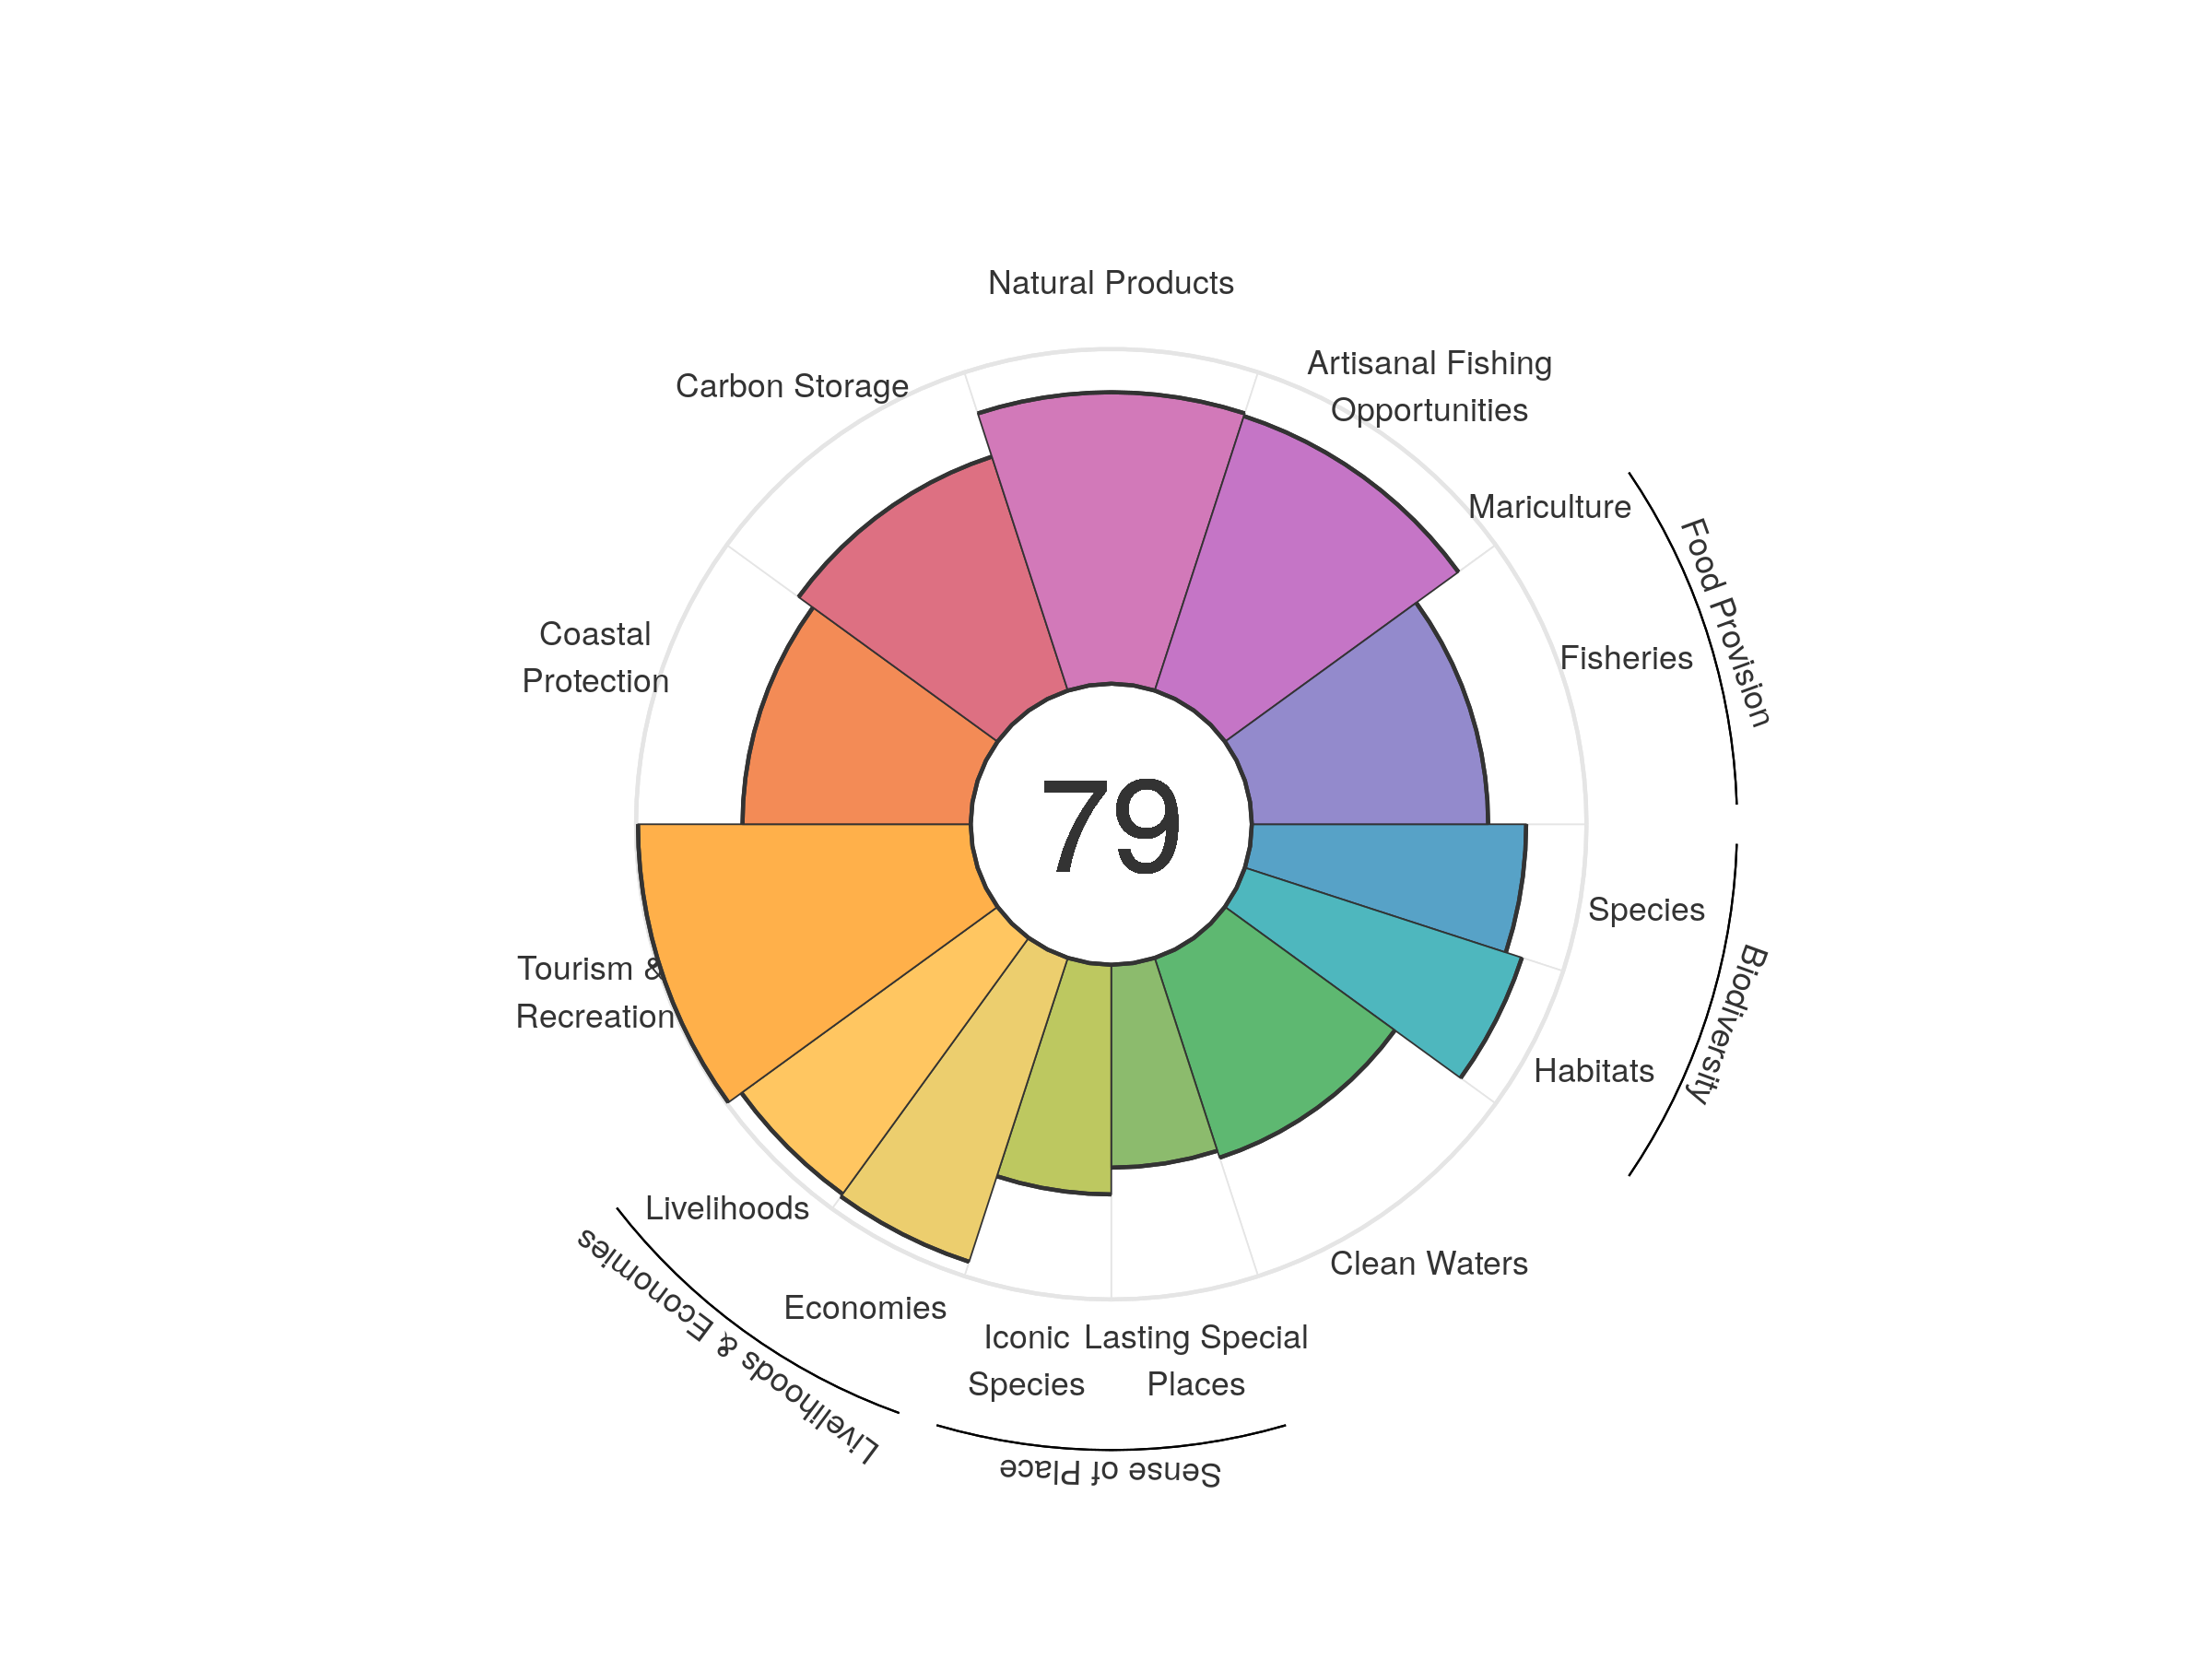 Natural Products
Artisanal Fishing
Opportunities
Carbon Storage
Mariculture
Food Provision
Coastal
Protection
Fisheries
79
Species
Biodiversity
Tourism &
Recreation
Habitats
Livelihoods
Livelihoods & Economies
Clean Waters
Economies
Iconic
Species
Lasting Special
Places
Sense of Place